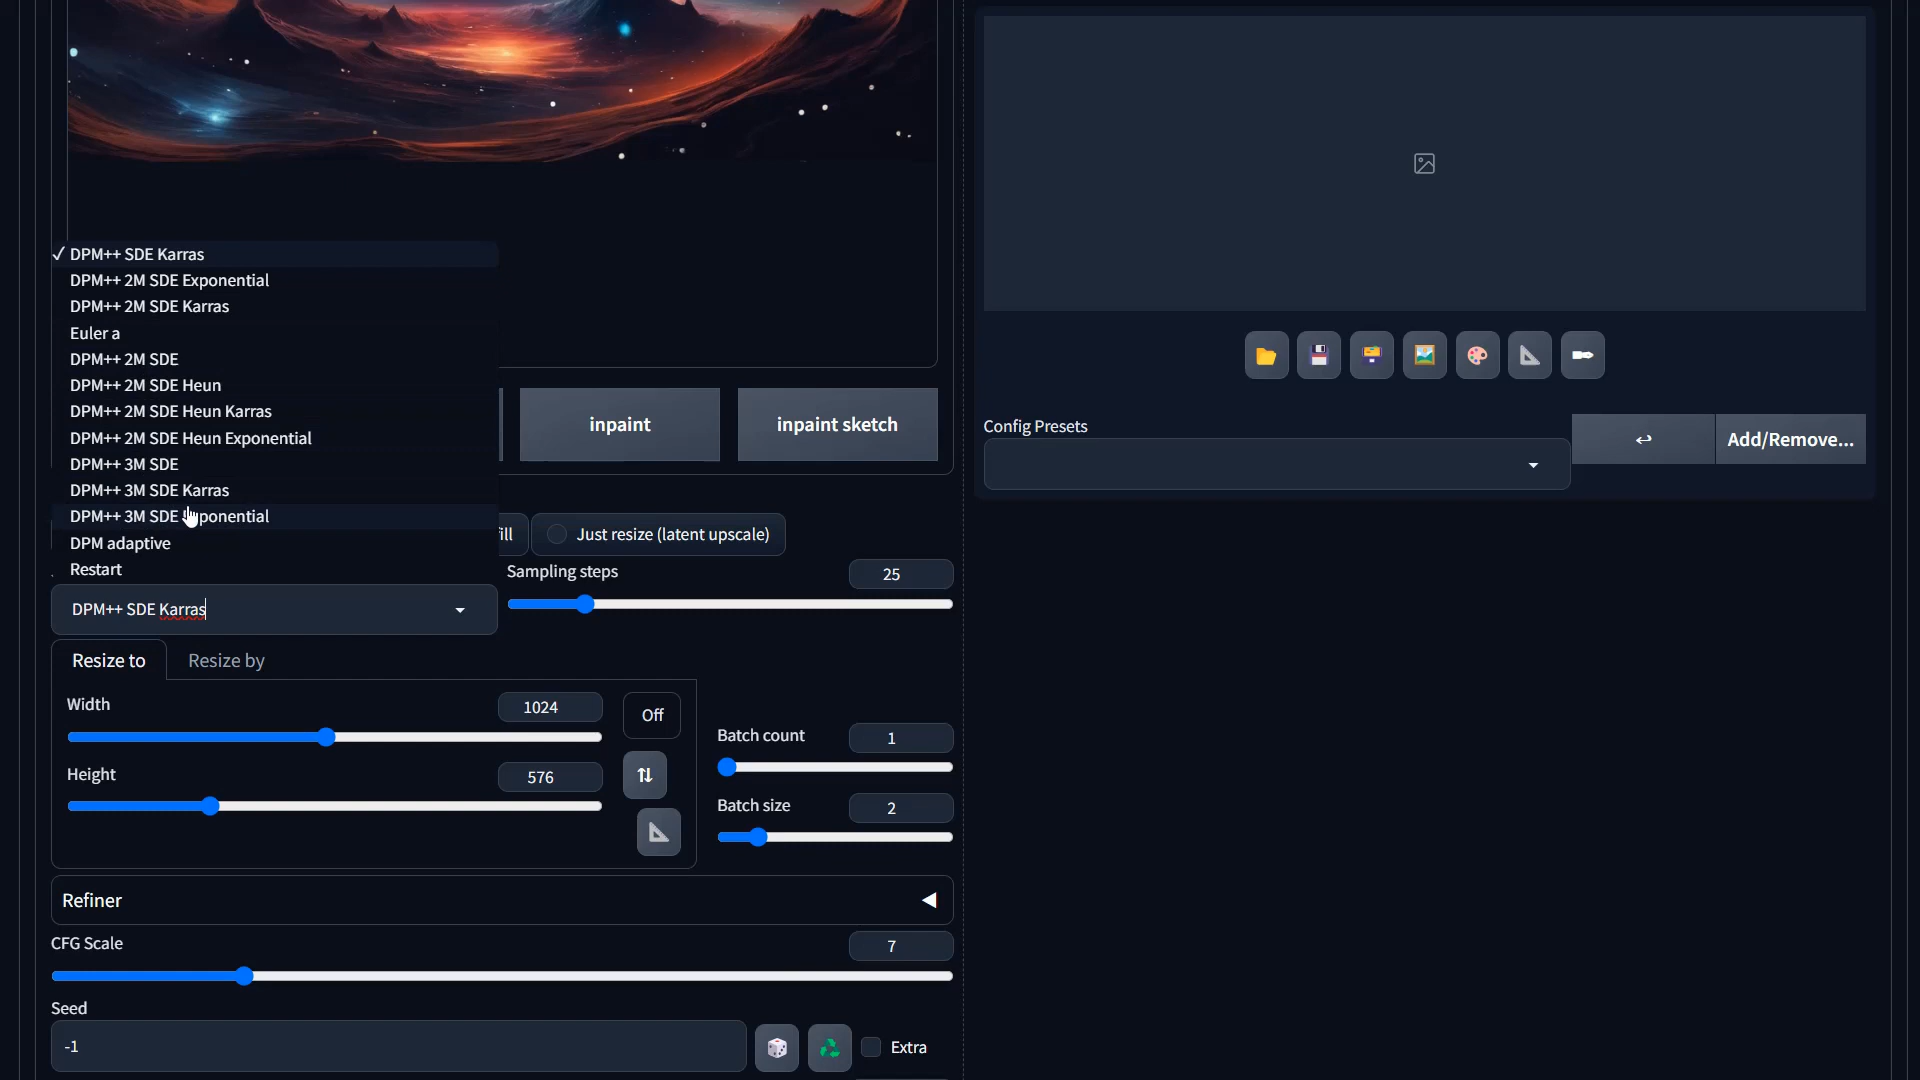 ✓ DPM++ SDE Karras
DPM++ 2M SDE Exponential
DPM++ 2M SDE Karras
Euler a
DPM++ 2M SDE
DPM++ 2M SDE Heun
DPM++ 2M SDE Heun Karras
DPM++ 2M SDE Heun Exponential
DPM++ 3M SDE
DPM++ 3M SDE Karras
DPM++ 3M SDE Exponential
DPM adaptive
Restart
DPM++ SDE Karras
inpaint
inpaint sketch
ill
Just resize (latent upscale)
Sampling steps
25
Resize to
Resize by
Width
1024
Off
Height
576
Batch count
1
Batch size
2
Refiner
CFG Scale
7
Seed
-1
Extra
Config Presets
Add/Remove...